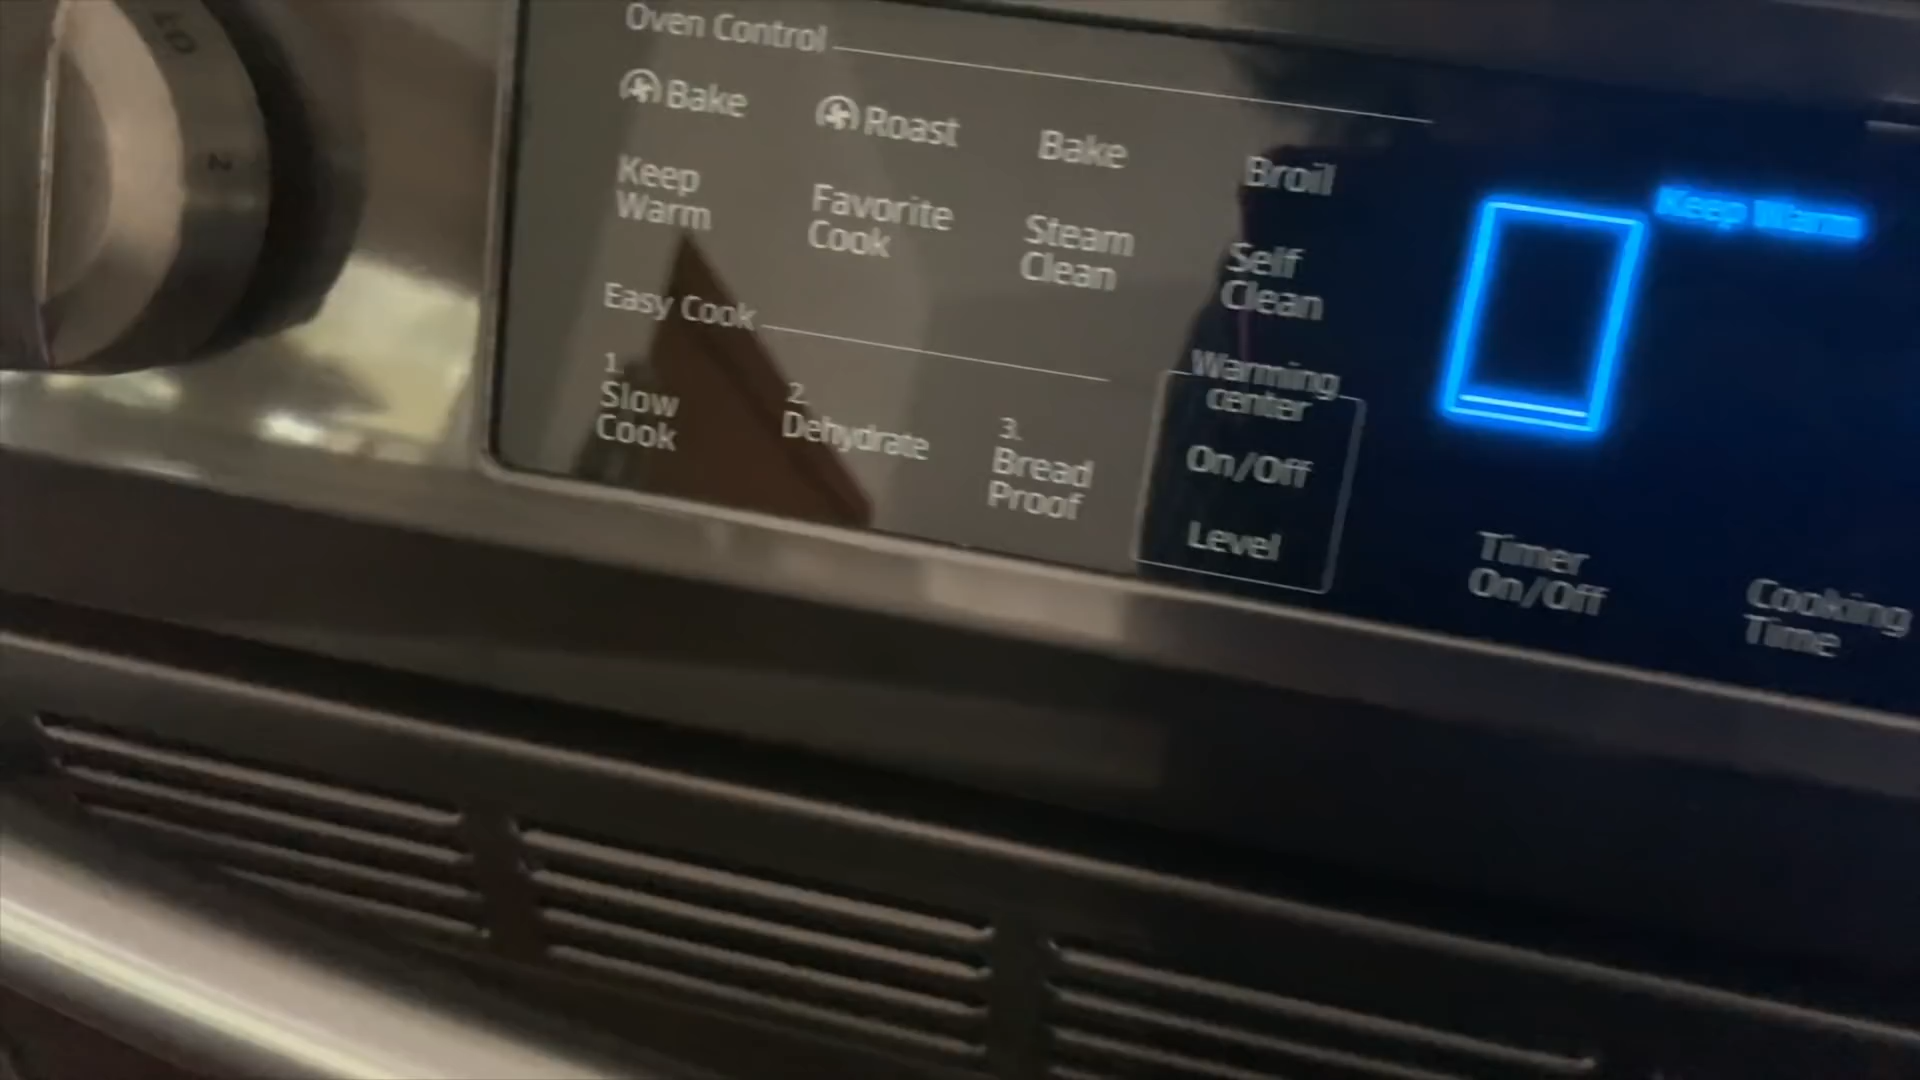 Oven Control
Bake
Roast
Bake
Broil
Keep
Warm
Favorite
Cook
Steam
Clean
Self
Clean
Easy Cook
1.
Slow
Cook
2.
Dehydrate
3.
Bread
Proof
Warming
center
On/Off
Level
Keep Warm
Timer
On/Off
Cooking
Time
2